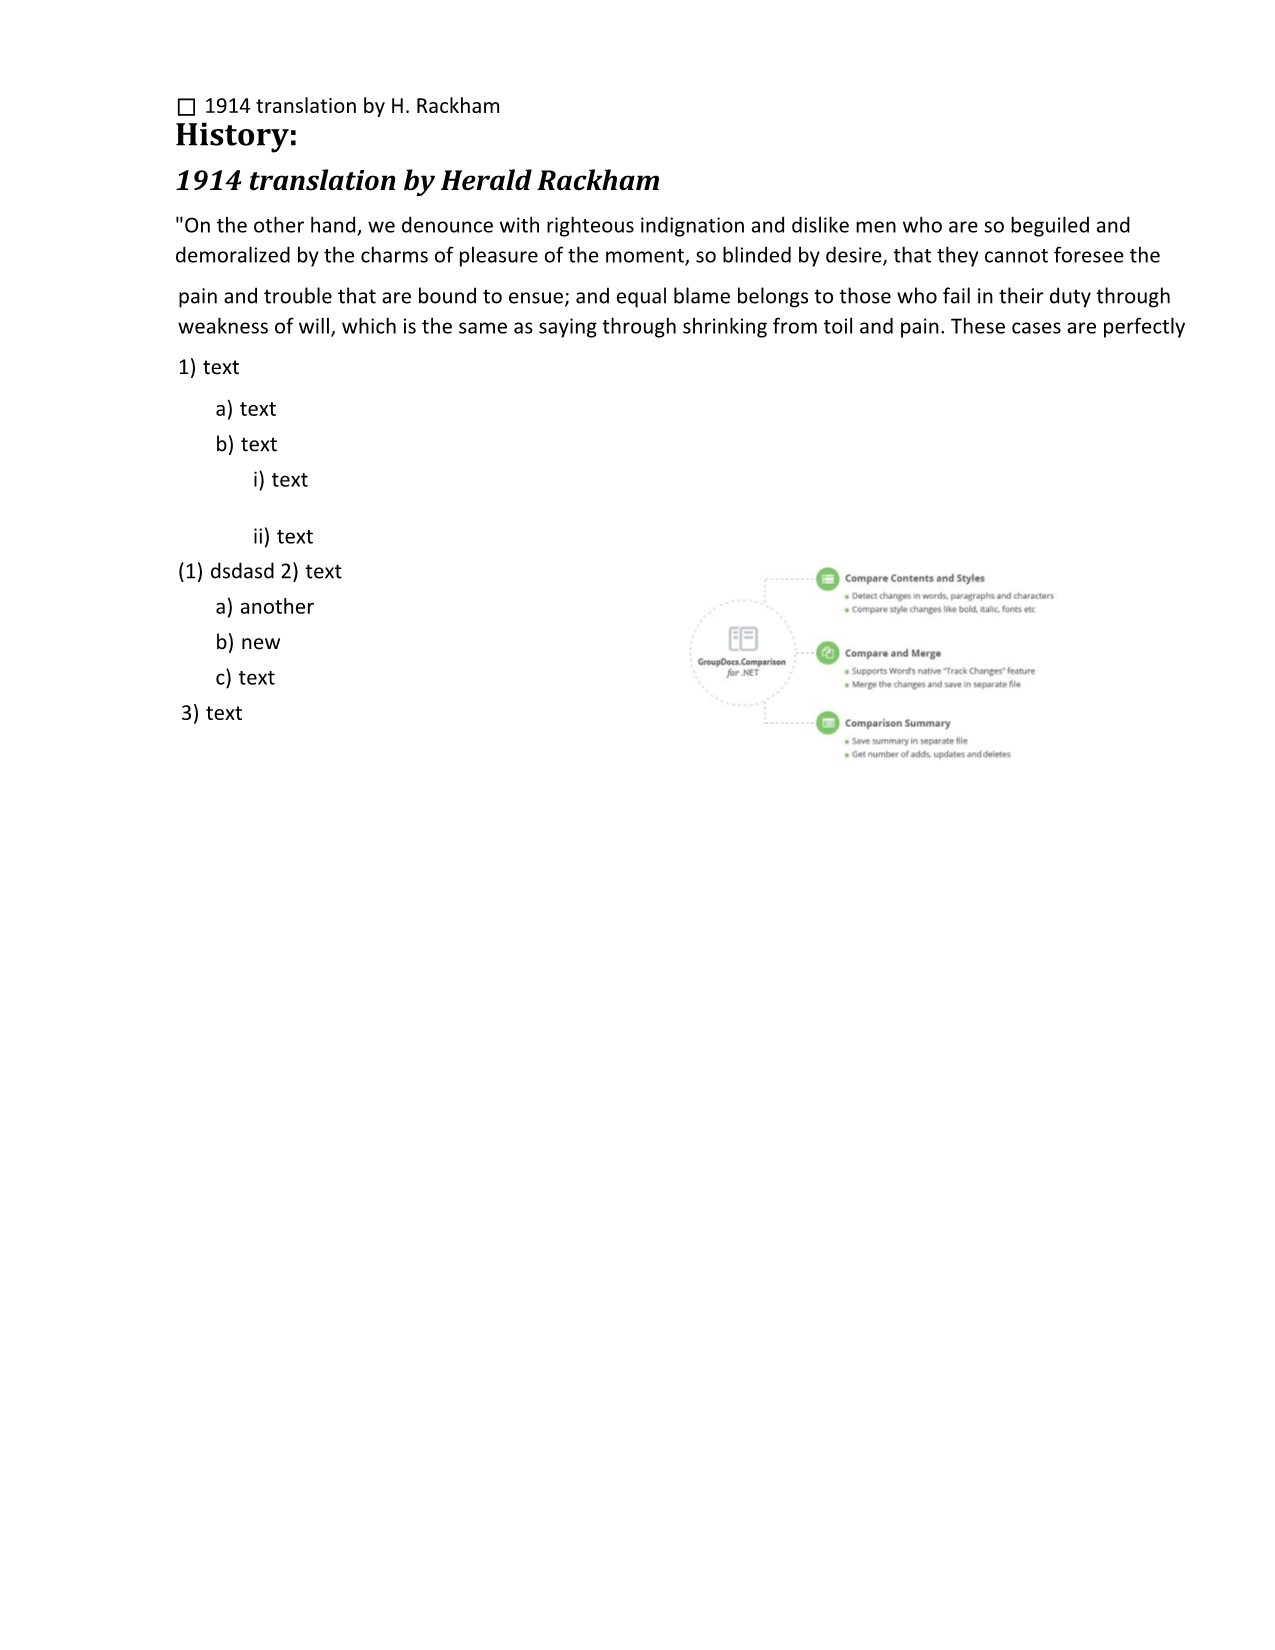 ☐ 1914 translation by H. Rackham
History:
1914 translation by Herald Rackham
"On the other hand, we denounce with righteous indignation and dislike men who are so beguiled and
demoralized by the charms of pleasure of the moment, so blinded by desire, that they cannot foresee the
pain and trouble that are bound to ensue; and equal blame belongs to those who fail in their duty through
weakness of will, which is the same as saying through shrinking from toil and pain. These cases are perfectly
1) text
a) text
b) text
i) text
ii) text
(1) dsdasd 2) text
a) another
b) new
c) text
3) text
GroupDocs.Comparison
for .NET
Compare Contents and Styles
• Detect changes in words, paragraphs and characters
• Compare style changes like bold, italic, fonts etc
Compare and Merge
• Supports Word's native "Track Changes" feature
• Merge the changes and save in separate file
Comparison Summary
• Save summary in separate file
• Get number of adds, updates and deletes